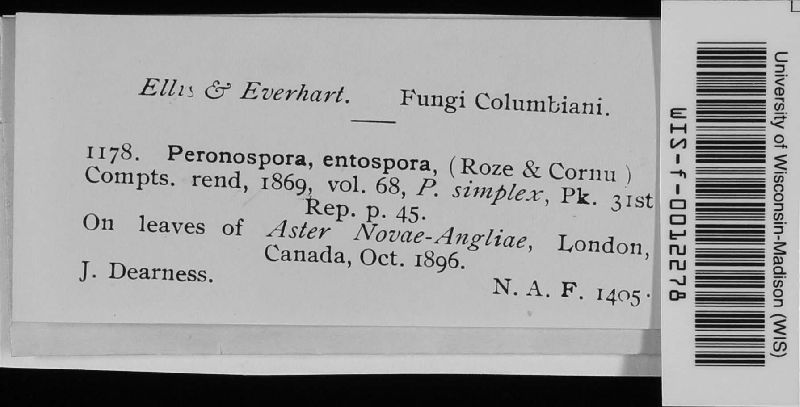 Ellis & Everhart. Fungi Columbiani.
1178. Peronospora, entospora, (Roze & Cornu )
Compts. rend, 1869, vol. 68, P. simplex, Pk. 31st
Rep. p. 45.
On leaves of Aster Novae-Angliae, London,
Canada, Oct. 1896.
J. Dearness.
N. A. F. 1405.
University of Wisconsin-Madison (WIS)
WIS-f-0012278